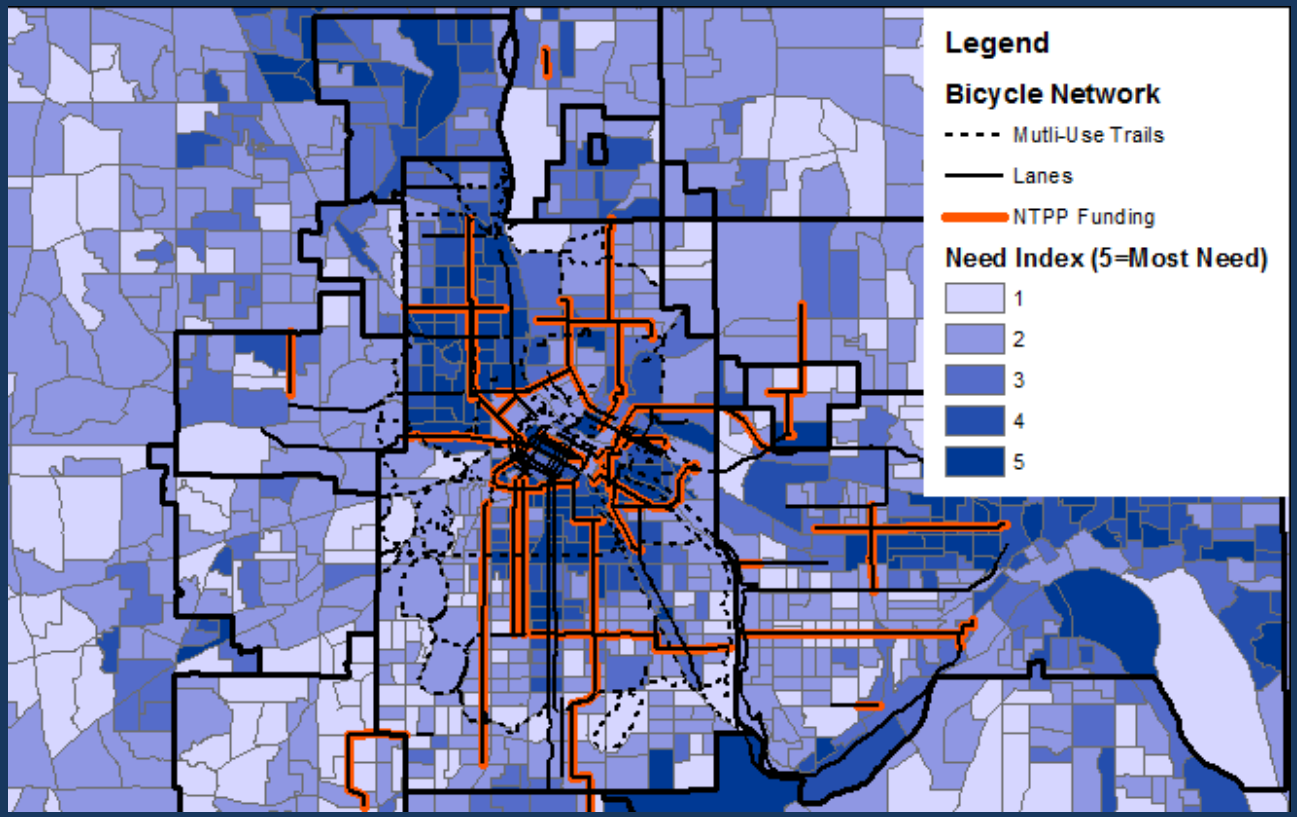 Legend
Bicycle Network
Mutli-Use Trails
Lanes
NTPP Funding
Need Index (5=Most Need)
1
2
3
4
5